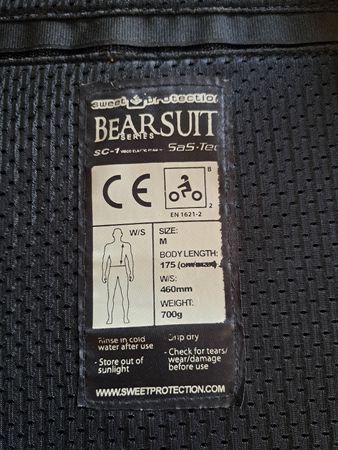 sweet protection
BEARSUIT
SERIES
SC-1 SaS-Tec
CE
B
2
EN 1621-2
W/S
SIZE:
M
BODY LENGTH:
175
W/S:
460mm
WEIGHT:
700g
Rinse in cold
water after use
- Store out of
sunlight
Drip dry
- Check for tears/
wear/damage
before use
WWW.SWEETPROTECTION.COM